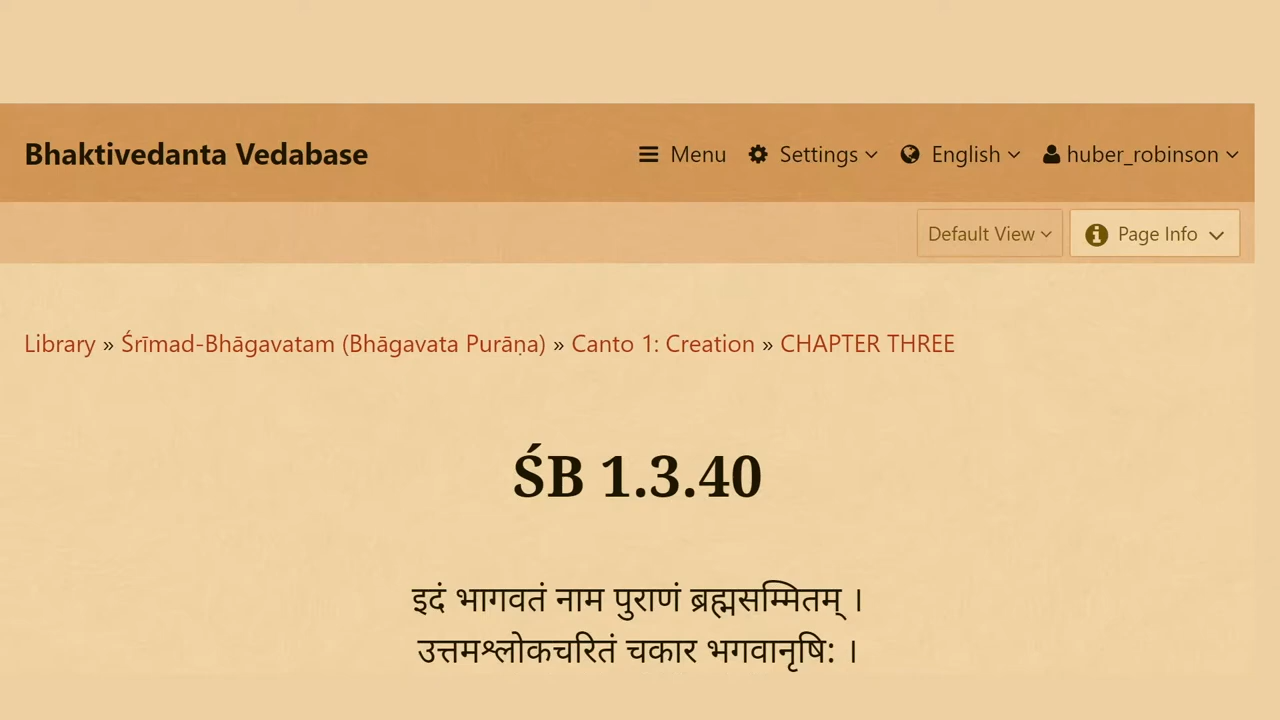 Bhaktivedanta Vedabase Menu Settings English huber_robinson
Default View Page Info
Library » Śrīmad-Bhāgavatam (Bhāgavata Purāṇa) » Canto 1: Creation » CHAPTER THREE
ŚB 1.3.40
इदं भागवतं नाम पुराणं ब्रह्मसम्मितम् ।
उत्तमश्लोकचरितं चकार भगवानृषि: ।